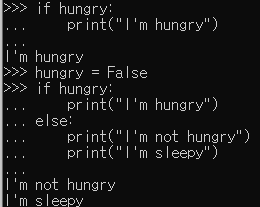 >>> if hungry:
...     print("I'm hungry")
...
I'm hungry
>>> hungry = False
>>> if hungry:
...     print("I'm hungry")
... else:
...     print("I'm not hungry")
...     print("I'm sleepy")
...
I'm not hungry
I'm sleepy